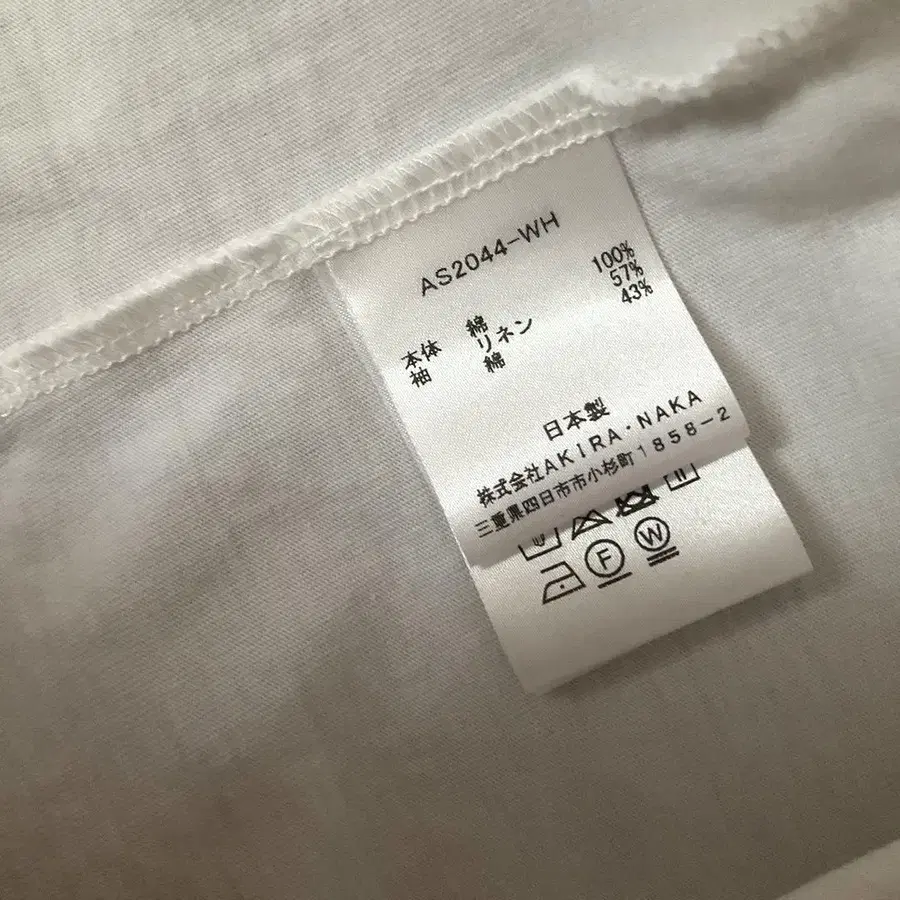 AS2044-WH
本体 綿 100%
袖 リネン 57%
綿 43%
日本製
株式会社AKIRA・NAKA
三重県四日市市小杉町1858-2
F W